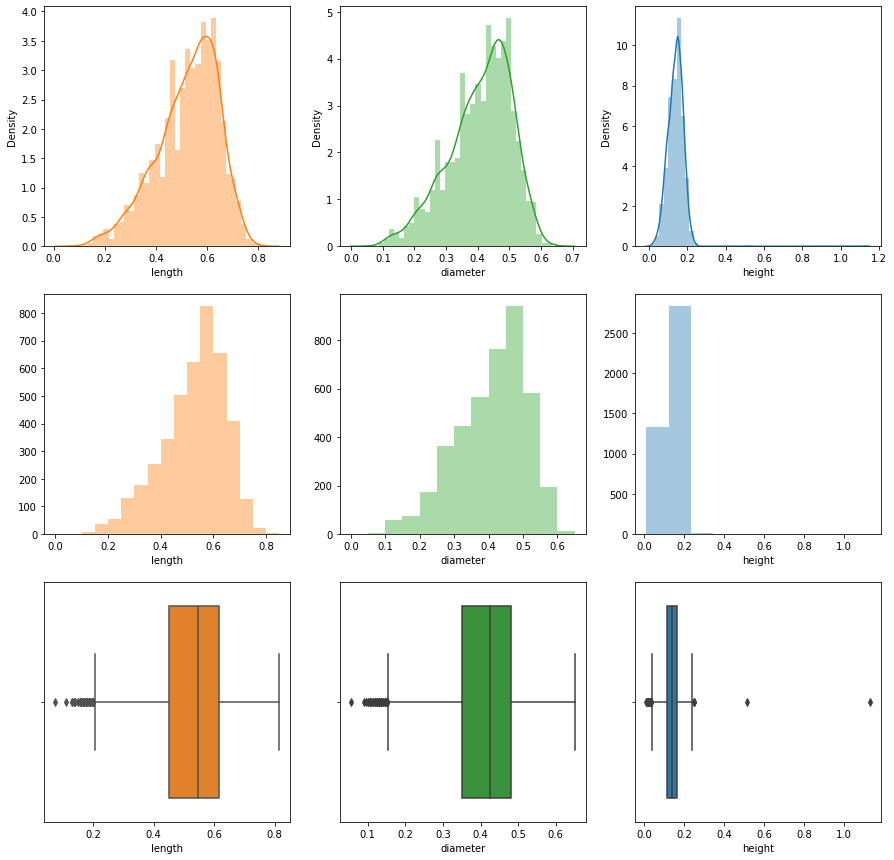 4.0
3.5
3.0
2.5
2.0
1.5
1.0
0.5
0.0
Density
0.0 0.2 0.4 0.6 0.8
length
5
4
3
2
1
0
Density
0.0 0.1 0.2 0.3 0.4 0.5 0.6 0.7
diameter
10
8
6
4
2
0
Density
0.0 0.2 0.4 0.6 0.8 1.0 1.2
height
800
700
600
500
400
300
200
100
0
0.0 0.2 0.4 0.6 0.8
length
800
600
400
200
0
0.0 0.1 0.2 0.3 0.4 0.5 0.6
diameter
2500
2000
1500
1000
500
0
0.0 0.2 0.4 0.6 0.8 1.0
height
0.2 0.4 0.6 0.8
length
0.1 0.2 0.3 0.4 0.5 0.6
diameter
0.0 0.2 0.4 0.6 0.8 1.0
height